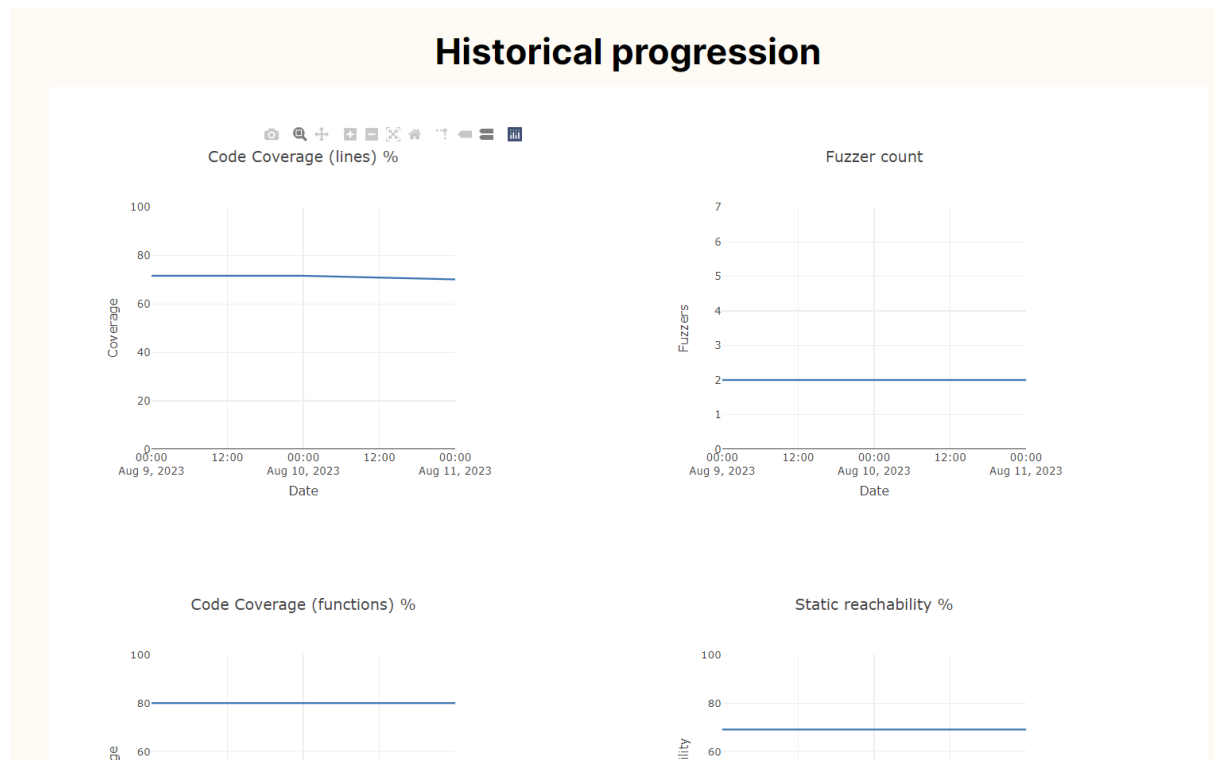 Historical progression
Code Coverage (lines) %
100
80
60
40
20
0
Coverage
00:00 12:00 00:00 12:00 00:00
Aug 9, 2023 Aug 10, 2023 Aug 11, 2023
Date
Fuzzer count
7
6
5
4
3
2
1
0
Fuzzers
00:00 12:00 00:00 12:00 00:00
Aug 9, 2023 Aug 10, 2023 Aug 11, 2023
Date
Code Coverage (functions) %
100
80
60
ge
Static reachability %
100
80
60
ility